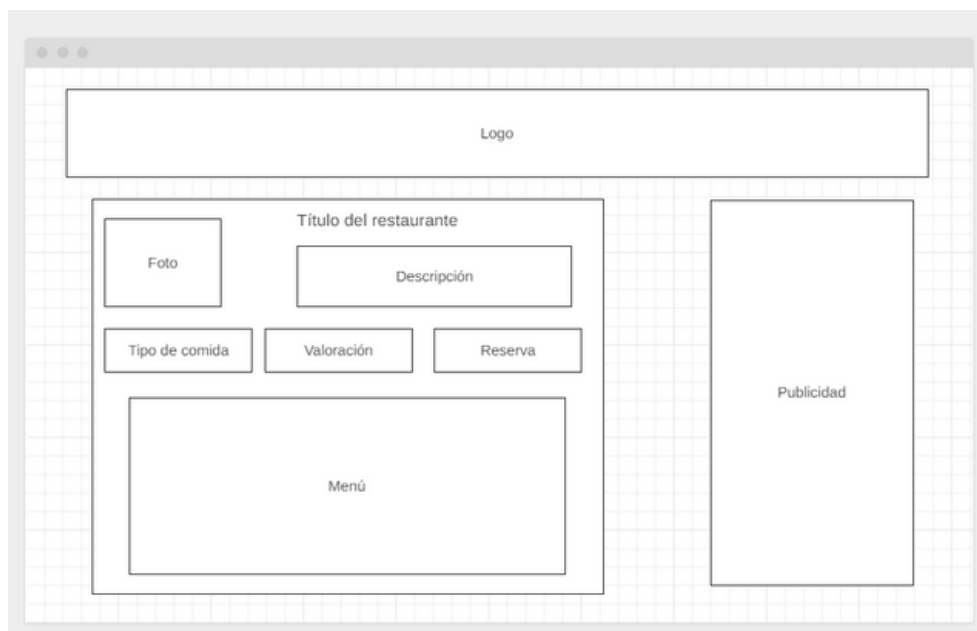 Logo
Título del restaurante
Foto
Descripción
Tipo de comida
Valoración
Reserva
Publicidad
Menú